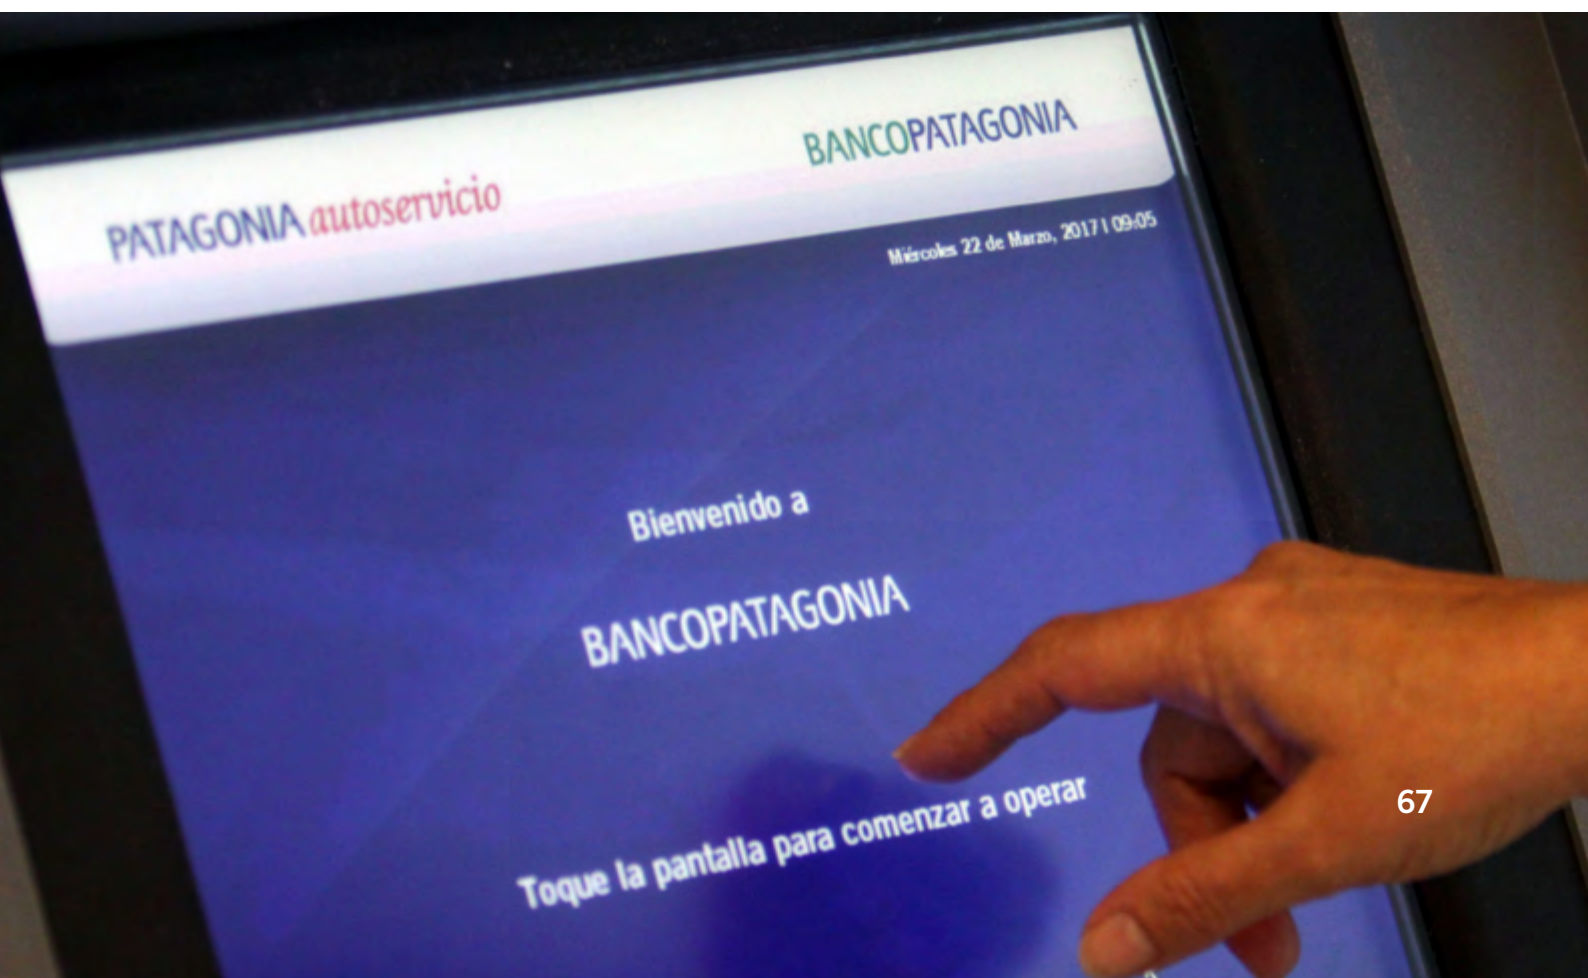 PATAGONIA autoservicio
BANCOPATAGONIA
Miércoles 22 de Marzo, 2017 | 09:05
Bienvenido a
BANCOPATAGONIA
Toque la pantalla para comenzar a operar
67